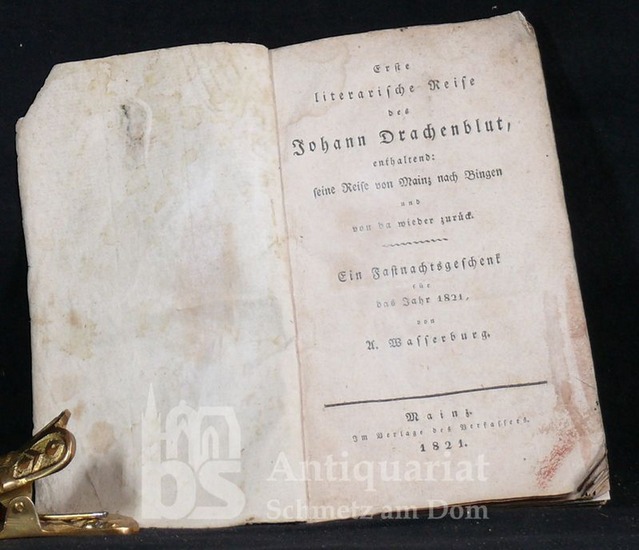 Erste
literarische Reise
des
Johann Drachenblut,
enthaltend:
seine Reise von Mainz nach Bingen
und
von da wieder zurück.
Ein Fastnachtsgeschenk
für
das Jahr 1821,
von
A. Wasserburg.
Mainz.
Im Verlage des Verfassers.
1821.
mbs Antiquariat
Schmetz am Dom